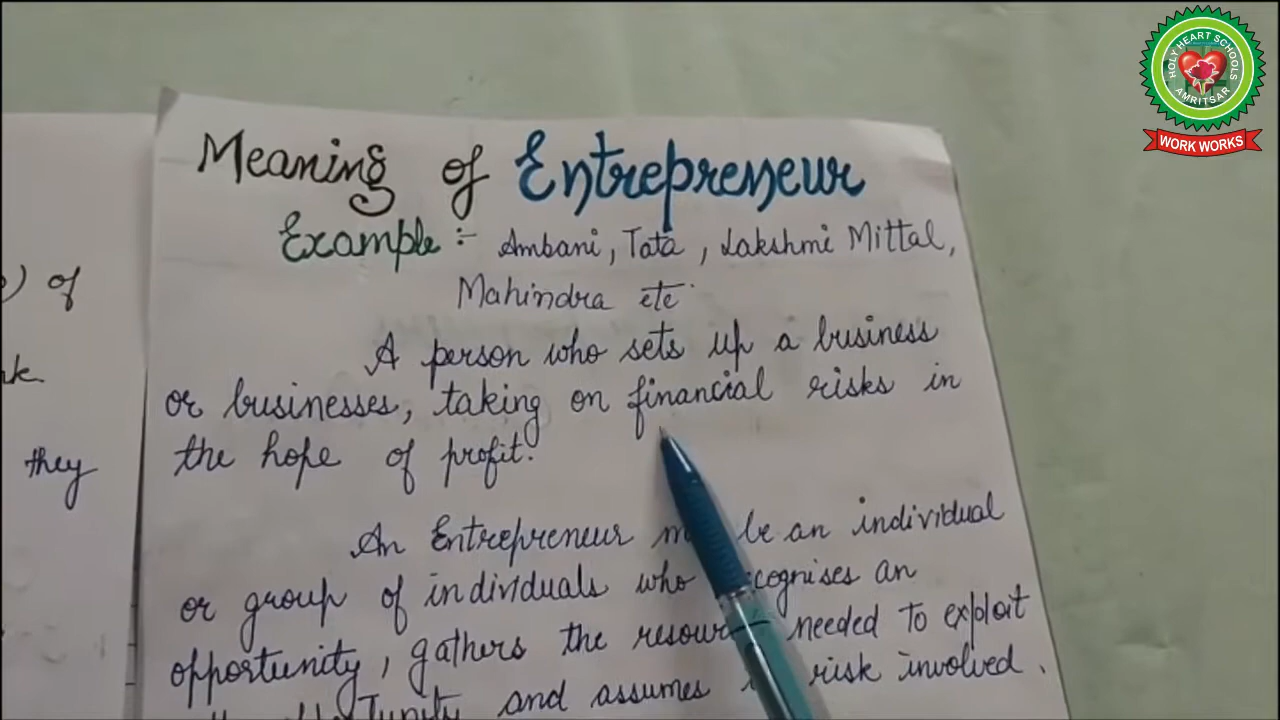 HOLY HEART SCHOOLS
AMRITSAR
WORK WORKS
Meaning of Entrepreneur
Example :- Ambani, Tata, Lakshmi Mittal,
Mahindra etc
A person who sets up a business
or businesses, taking on financial risks in
the hope of profit.
An Entrepreneur be an individual
or group of individuals who an
opportunity, gathers the needed to exploit
and assumes risk involved.
of
they